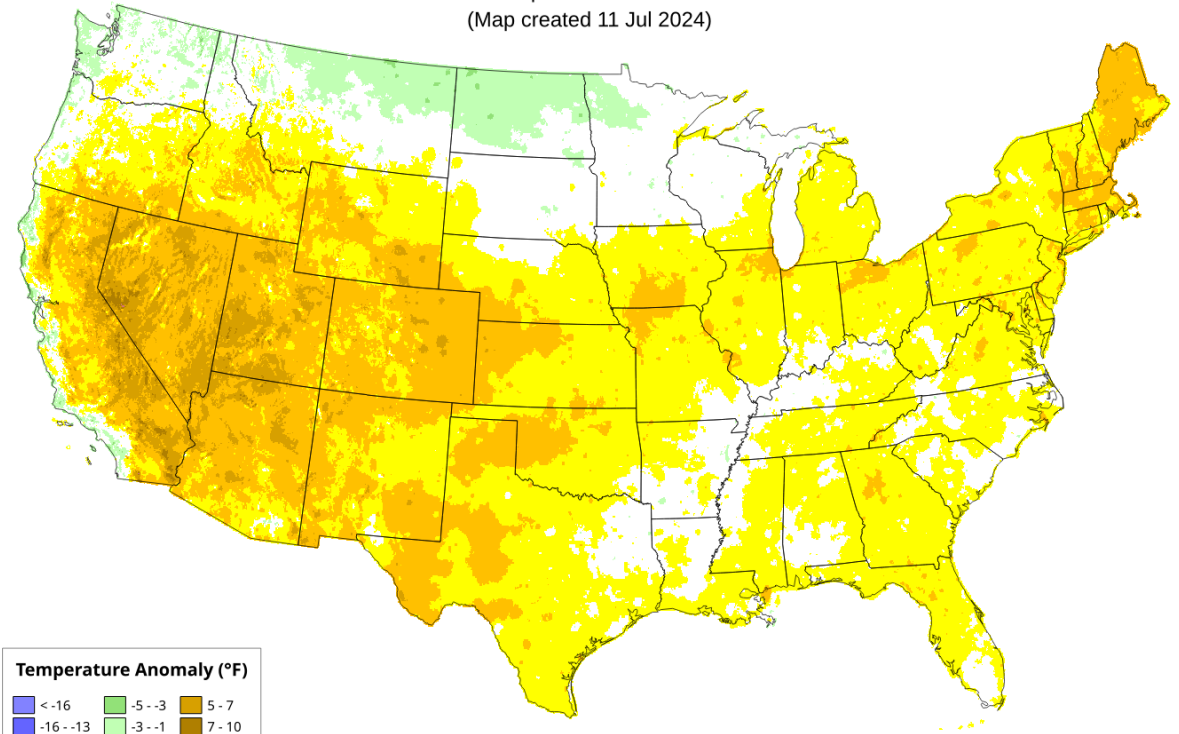 (Map created 11 Jul 2024)
Temperature Anomaly (°F)
< -16 -5 - -3 5 - 7
-16 - -13 -3 - -1 7 - 10